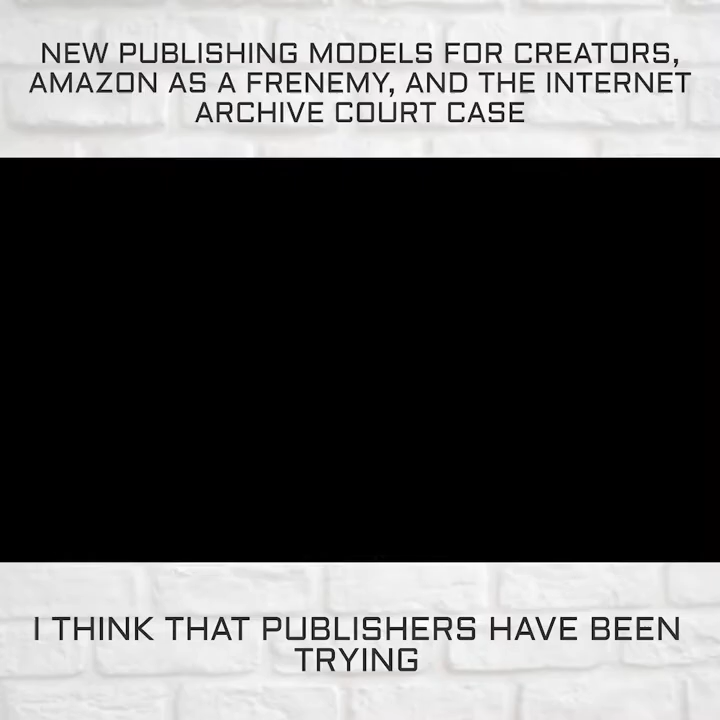 NEW PUBLISHING MODELS FOR CREATORS,
AMAZON AS A FRENEMY, AND THE INTERNET
ARCHIVE COURT CASE
I THINK THAT PUBLISHERS HAVE BEEN
TRYING